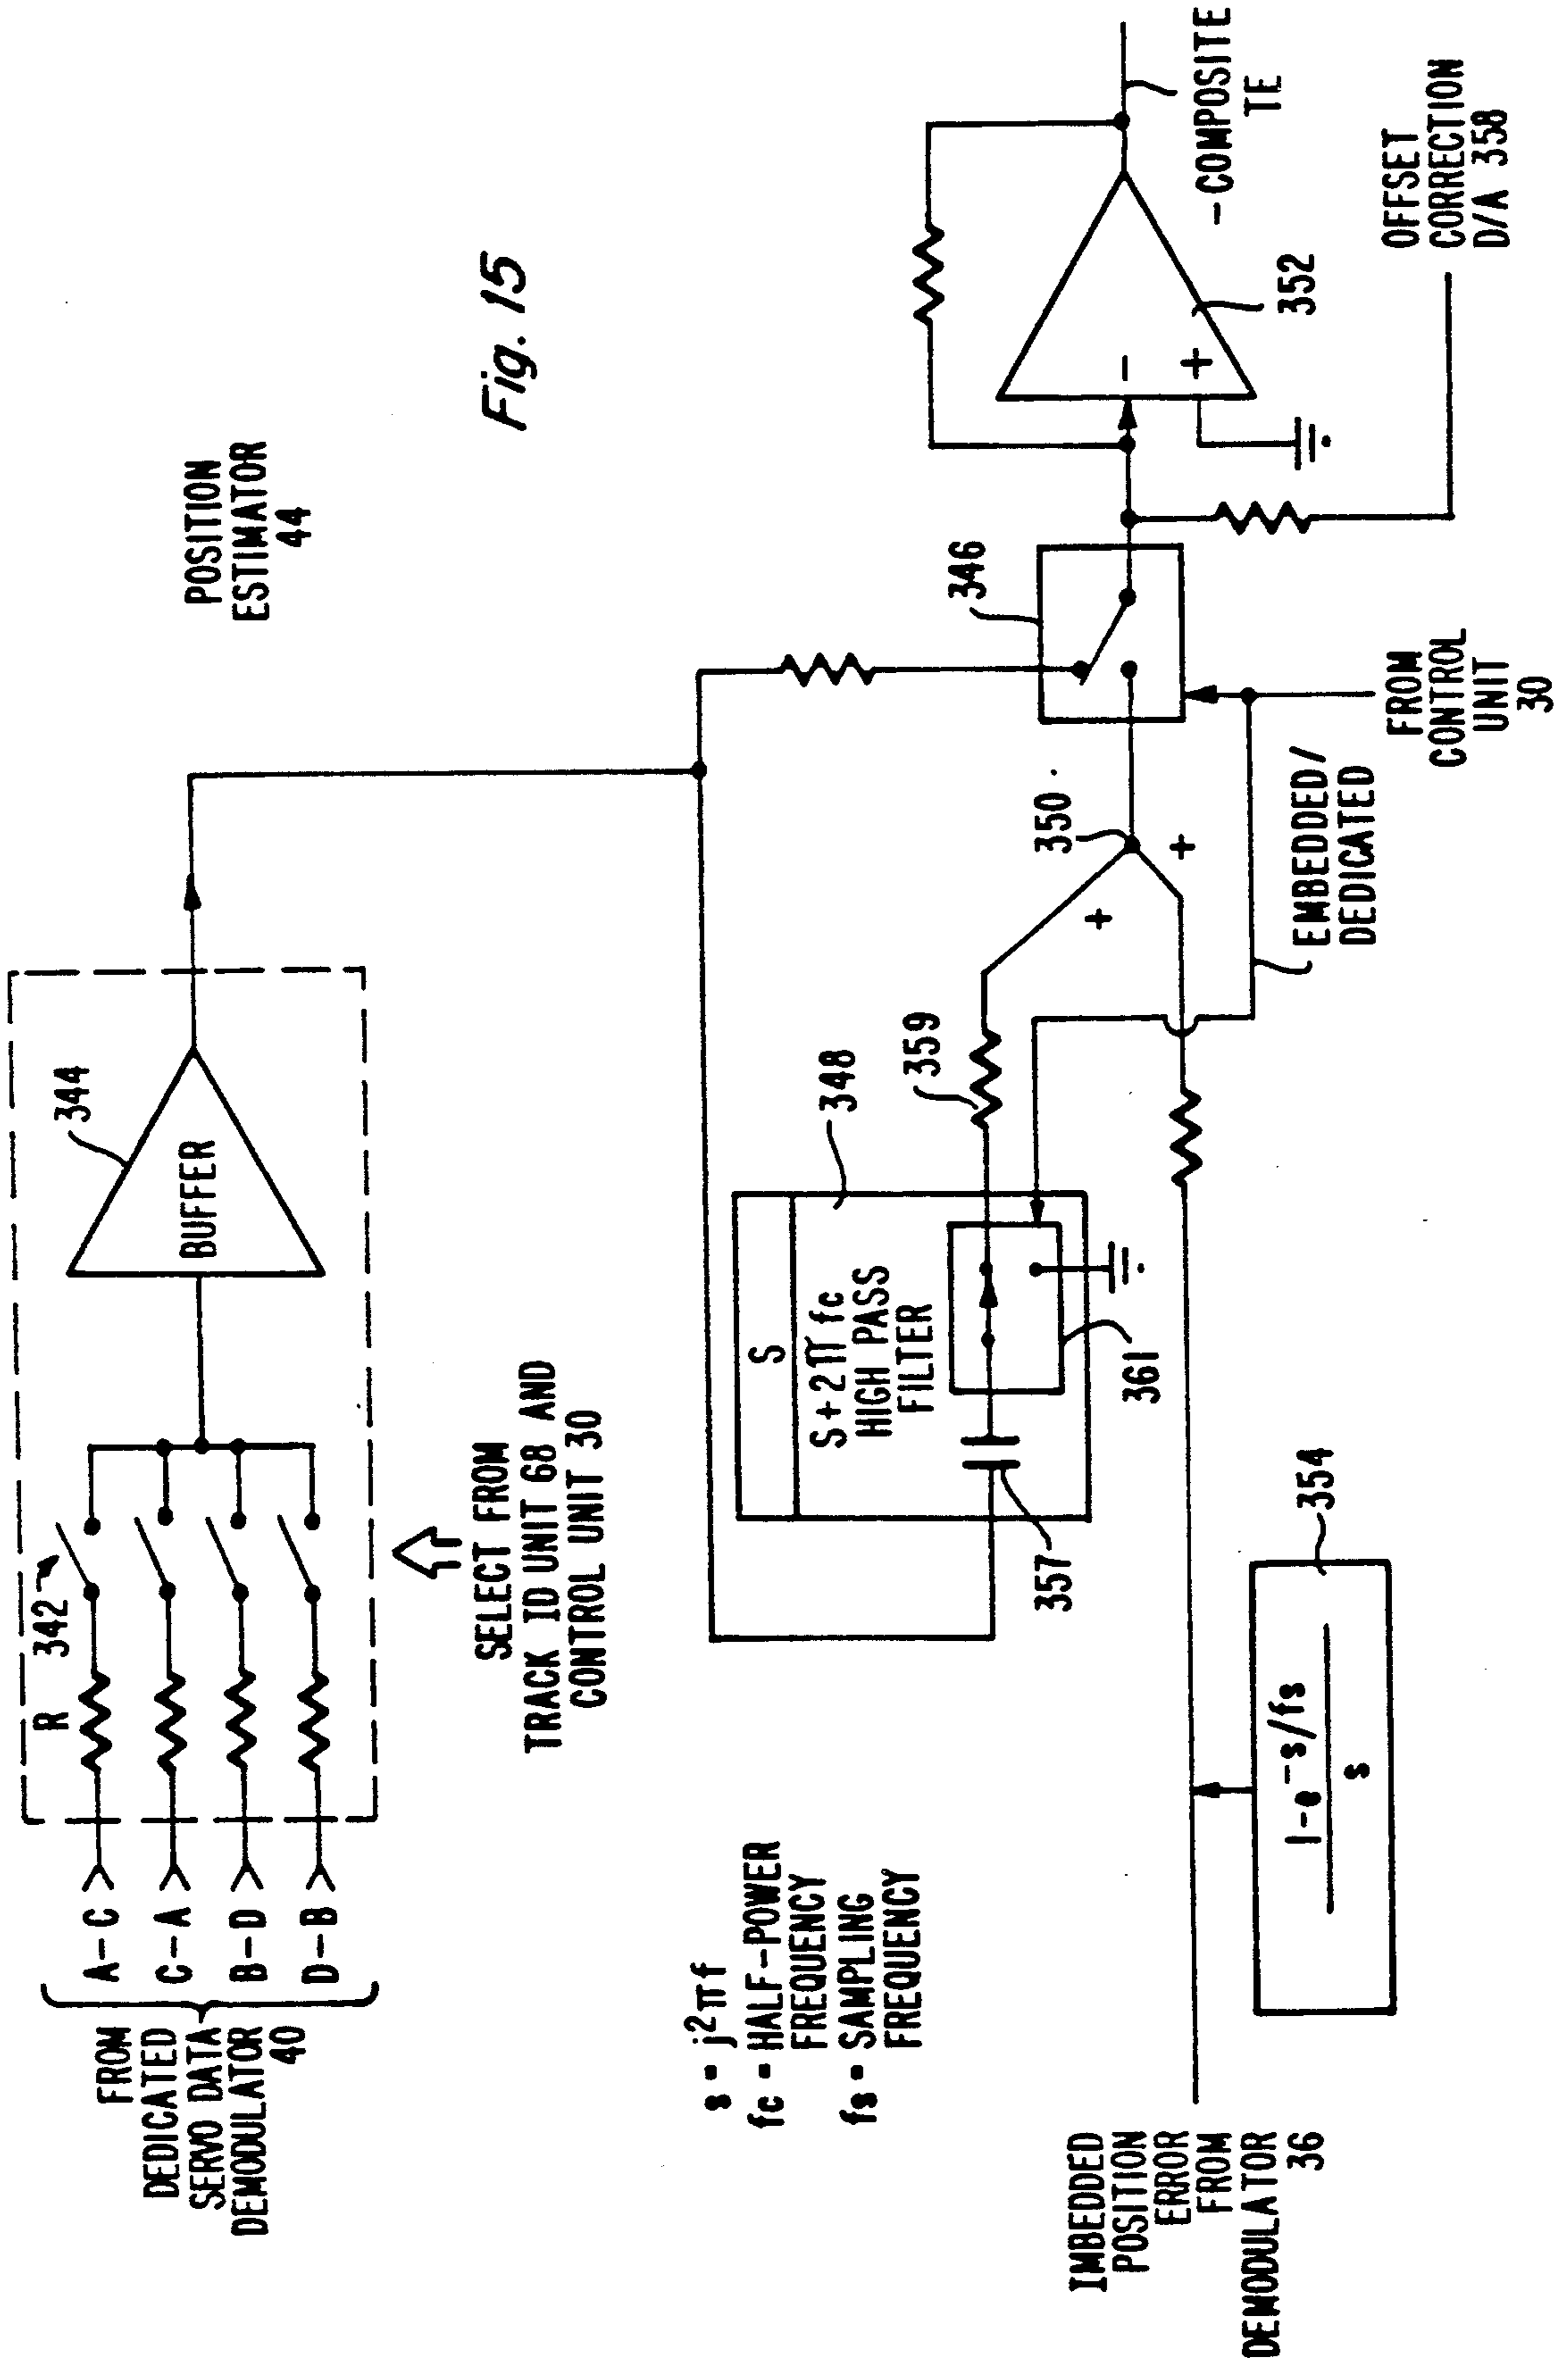 POSITION
ESTIMATOR
44
Fig. 15
FROM
DEDICATED
SERVO DATA
DEMODULATOR
40
A-C
C-A
B-D
D-B
R
342
BUFFER
344
SELECT FROM
TRACK ID UNIT 68 AND
CONTROL UNIT 30
s = j2πf
fc = HALF-POWER
FREQUENCY
fs = SAMPLING
FREQUENCY
S
S+2π fc
HIGH PASS
FILTER
348
357
361
359
350
+
+
346
EMBEDDED/
DEDICATED
FROM
CONTROL
UNIT
30
-
+
352
-COMPOSITE
TE
OFFSET
CORRECTION
D/A 358
IMBEDDED
POSITION
ERROR
FROM
DEMODULATOR
36
1-e-s/fs
s
354